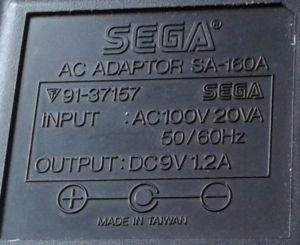 SEGA®
AC ADAPTOR SA-160A
▽91-37157 SEGA
INPUT :AC100V 20VA
50/60Hz
OUTPUT:DC9V 1.2A
+ -
MADE IN TAIWAN